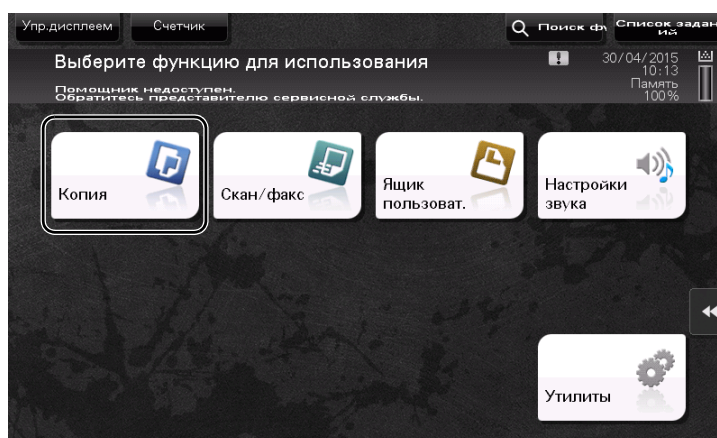 Упр.дисплеем
Счетчик
Поиск
Список задан
ий
Выберите функцию для использования
Помощник недоступен.
Обратитесь представителю сервисной службы.
30/04/2015
10:13
Память
100%
Копия
Скан/факс
Ящик
пользоват.
Настройки
звука
Утилиты